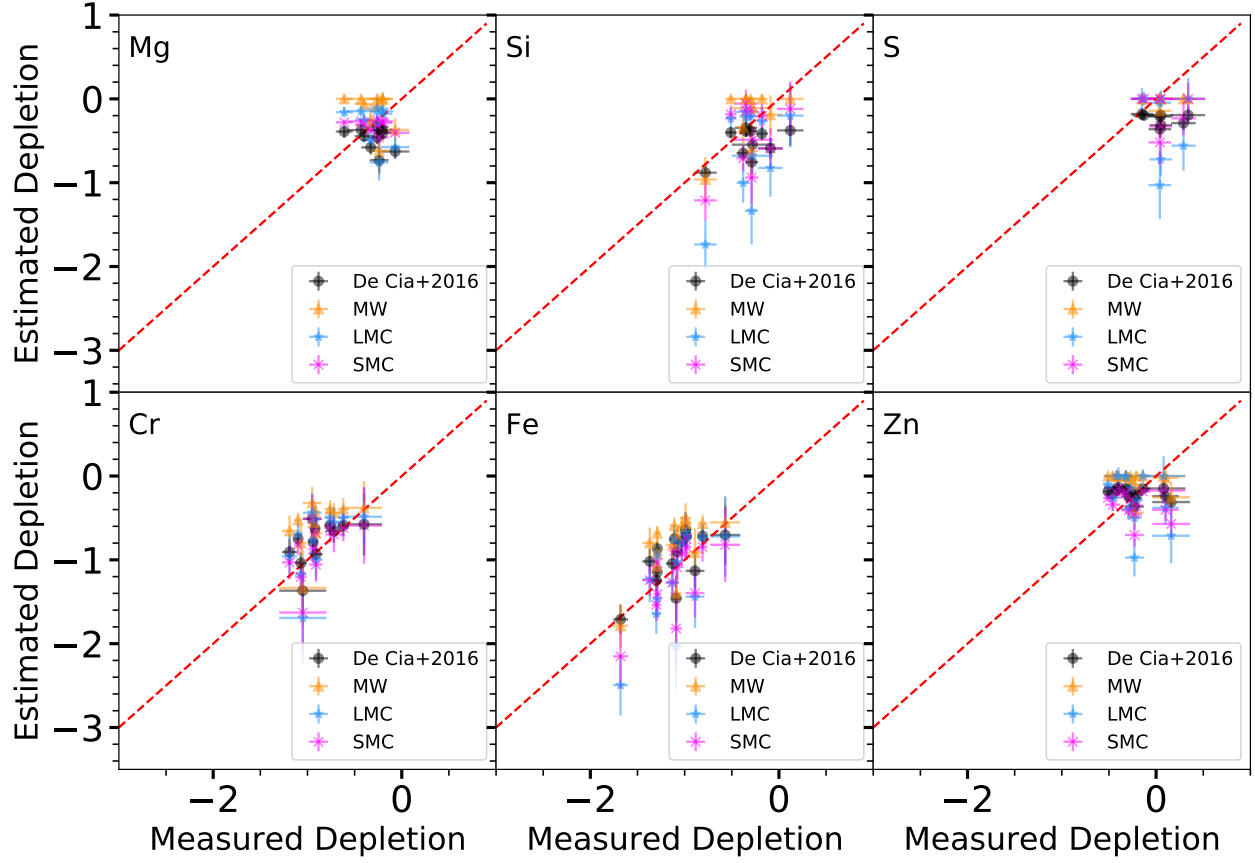 Estimated Depletion
1
0
−1
−2
−3
Mg
De Cia+2016
MW
LMC
SMC
Si
De Cia+2016
MW
LMC
SMC
S
De Cia+2016
MW
LMC
SMC
Estimated Depletion
1
0
−1
−2
−3
Cr
De Cia+2016
MW
LMC
SMC
Fe
De Cia+2016
MW
LMC
SMC
Zn
De Cia+2016
MW
LMC
SMC
−2 0
−2 0
−2 0
Measured Depletion
Measured Depletion
Measured Depletion